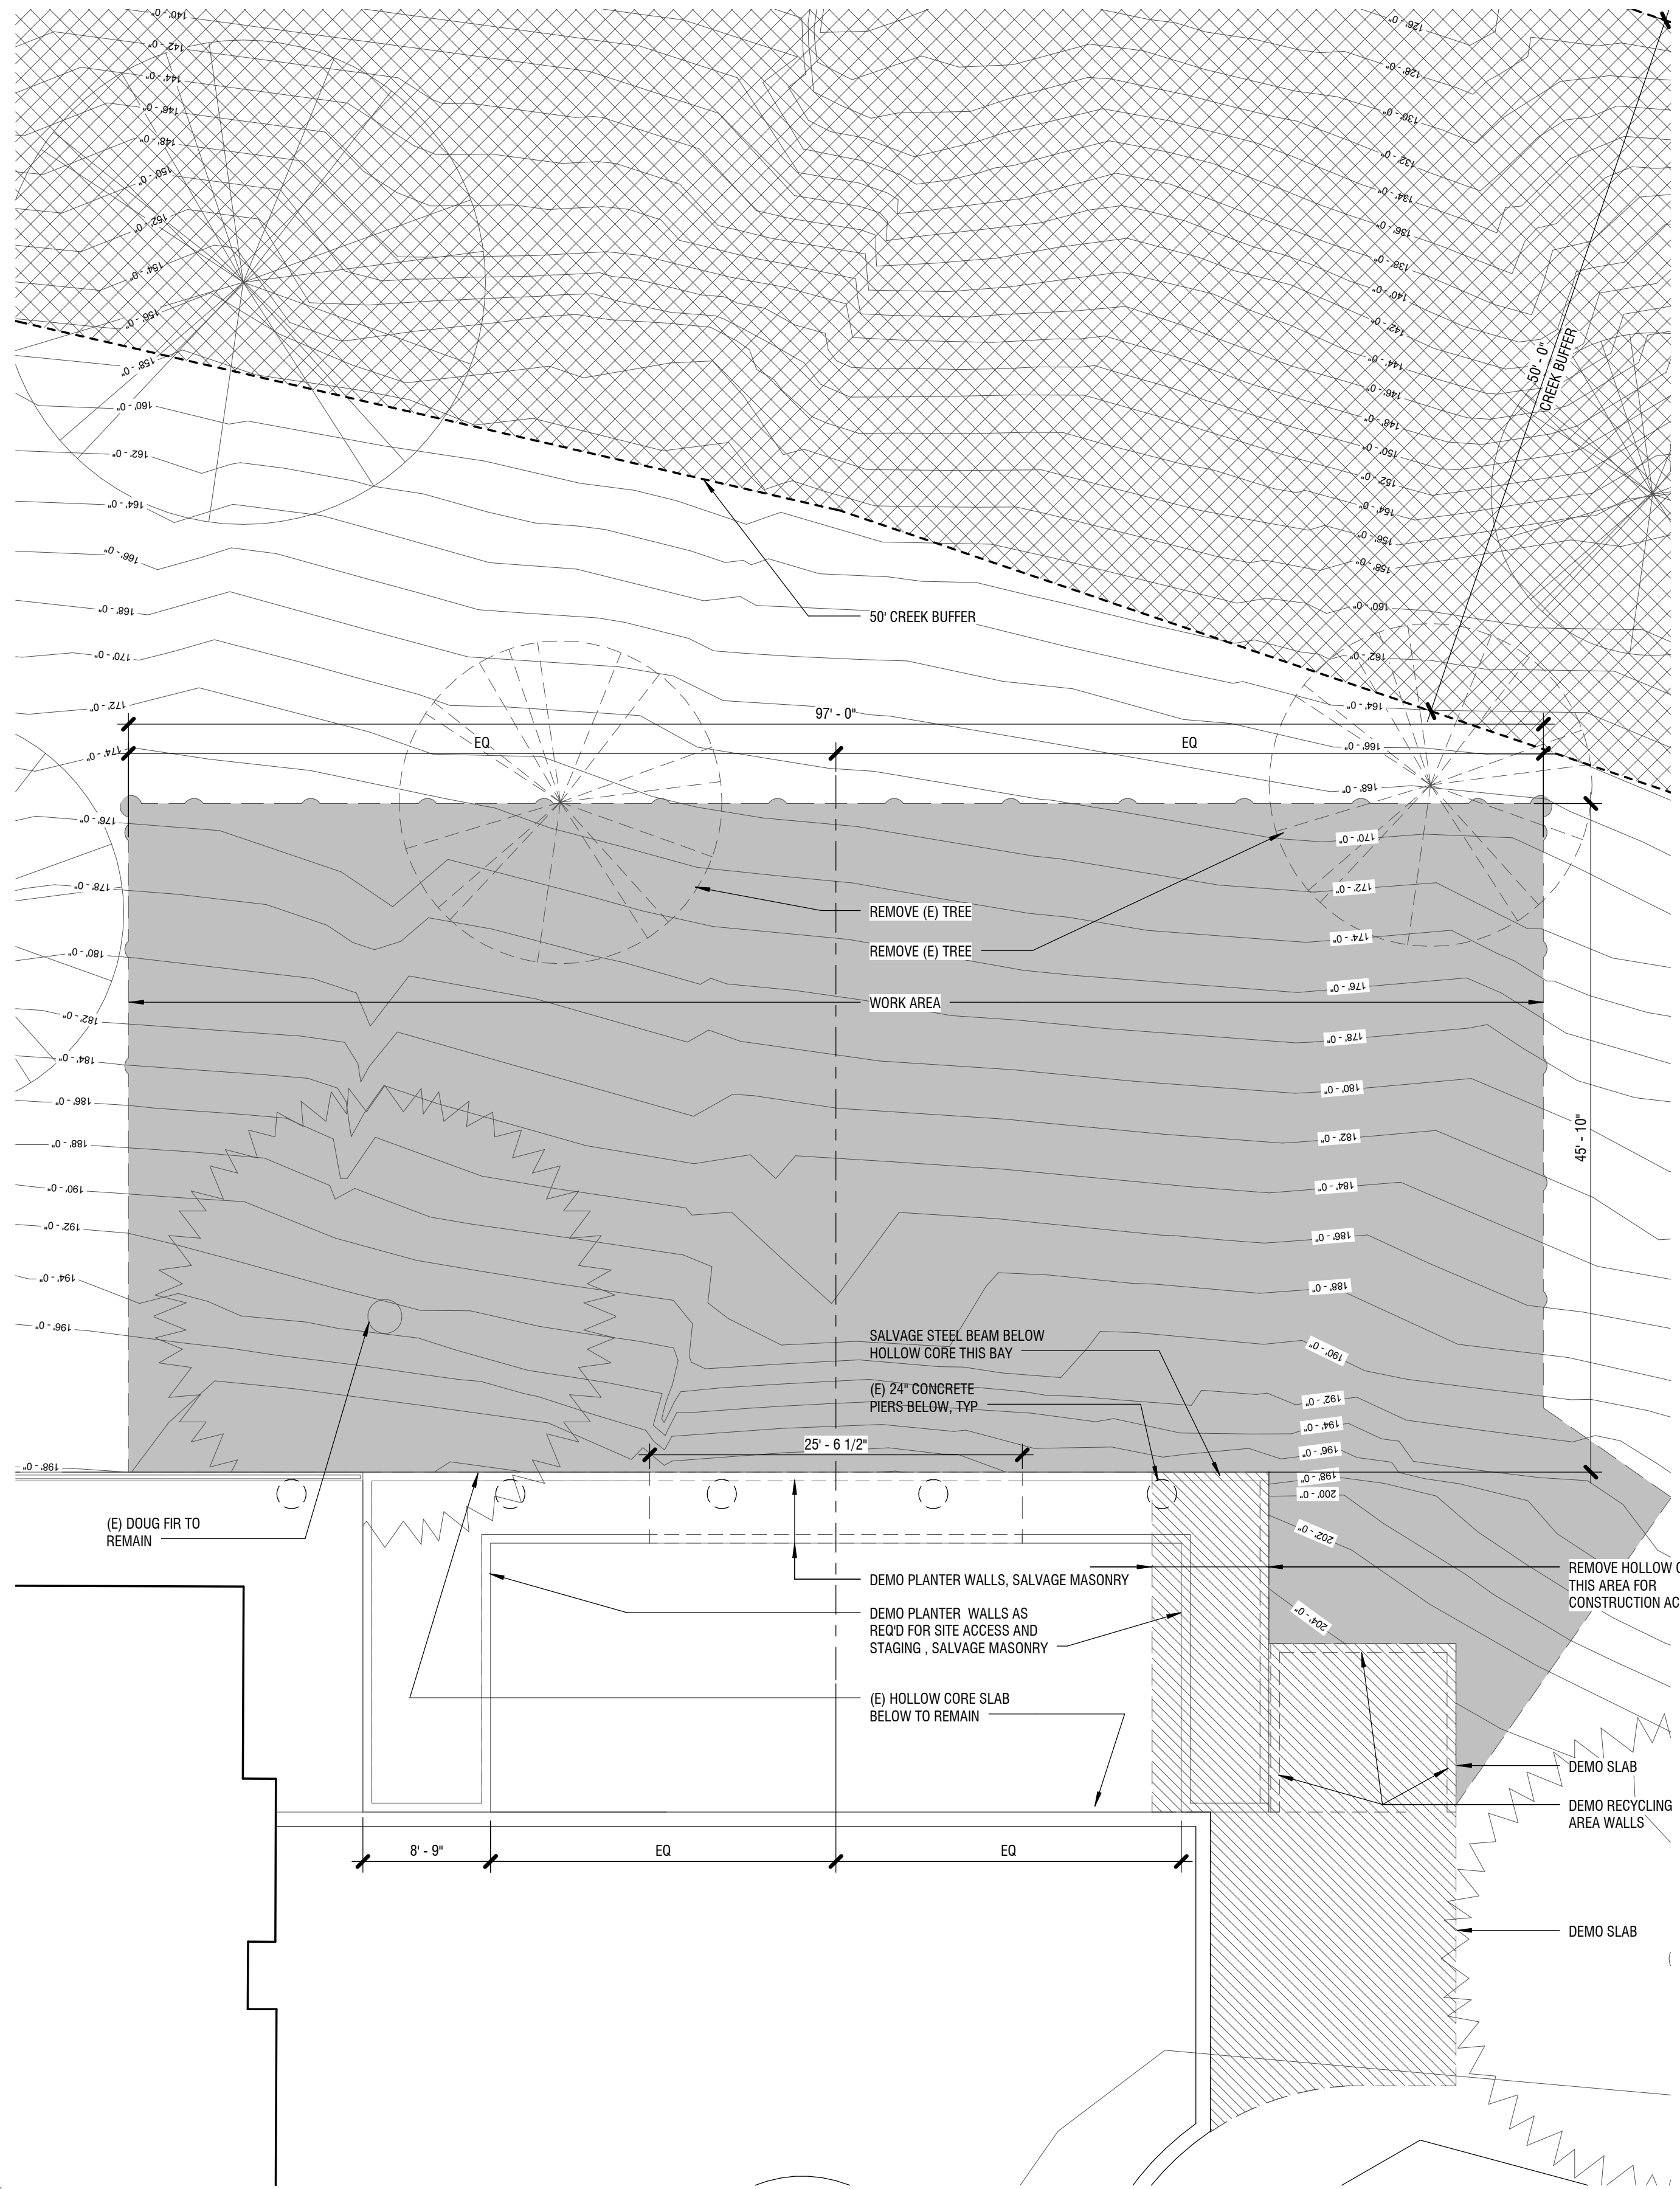 140' - 0"
142' - 0"
144' - 0"
146' - 0"
148' - 0"
150' - 0"
152' - 0"
154' - 0"
156' - 0"
158' - 0"
160' - 0"
162' - 0"
164' - 0"
166' - 0"
168' - 0"
170' - 0"
172' - 0"
174' - 0"
176' - 0"
178' - 0"
180' - 0"
182' - 0"
184' - 0"
186' - 0"
188' - 0"
190' - 0"
192' - 0"
194' - 0"
196' - 0"
198' - 0"
126' - 0"
128' - 0"
130' - 0"
132' - 0"
134' - 0"
136' - 0"
138' - 0"
140' - 0"
142' - 0"
144' - 0"
146' - 0"
148' - 0"
150' - 0"
152' - 0"
154' - 0"
156' - 0"
158' - 0"
160' - 0"
162' - 0"
164' - 0"
166' - 0"
168' - 0"
170' - 0"
172' - 0"
174' - 0"
176' - 0"
178' - 0"
180' - 0"
182' - 0"
184' - 0"
186' - 0"
188' - 0"
190' - 0"
192' - 0"
194' - 0"
196' - 0"
198' - 0"
200' - 0"
202' - 0"
204' - 0"
50' - 0"
CREEK BUFFER
50' CREEK BUFFER
97' - 0"
EQ
EQ
REMOVE (E) TREE
REMOVE (E) TREE
WORK AREA
45' - 10"
SALVAGE STEEL BEAM BELOW
HOLLOW CORE THIS BAY
(E) 24" CONCRETE
PIERS BELOW, TYP
25' - 6 1/2"
(E) DOUG FIR TO
REMAIN
DEMO PLANTER WALLS, SALVAGE MASONRY
DEMO PLANTER WALLS AS
REQ'D FOR SITE ACCESS AND
STAGING , SALVAGE MASONRY
(E) HOLLOW CORE SLAB
BELOW TO REMAIN
REMOVE HOLLOW
THIS AREA FOR
CONSTRUCTION
DEMO SLAB
DEMO RECYCLING
AREA WALLS
DEMO SLAB
8' - 9"
EQ
EQ